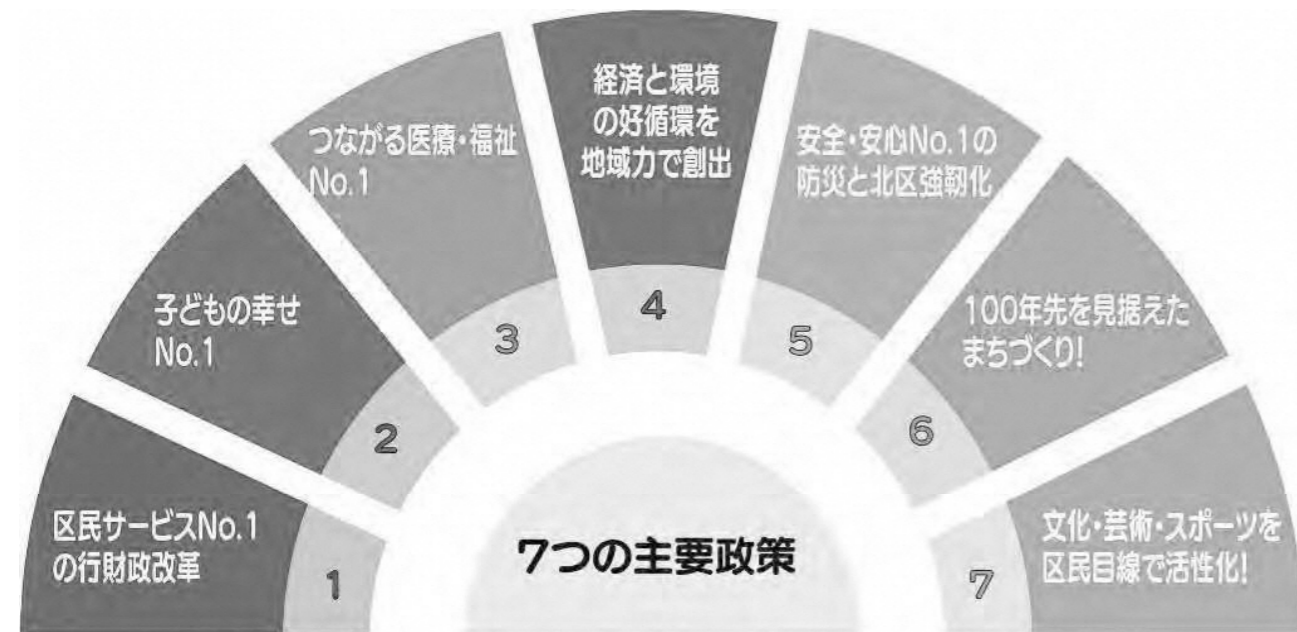 7つの主要政策
1
区民サービスNo.1
の行財政改革
2
子どもの幸せ
No.1
3
つながる医療・福祉
No.1
4
経済と環境
の好循環を
地域力で創出
5
安全・安心No.1の
防災と北区強靭化
6
100年先を見据えた
まちづくり!
7
文化・芸術・スポーツを
区民目線で活性化!